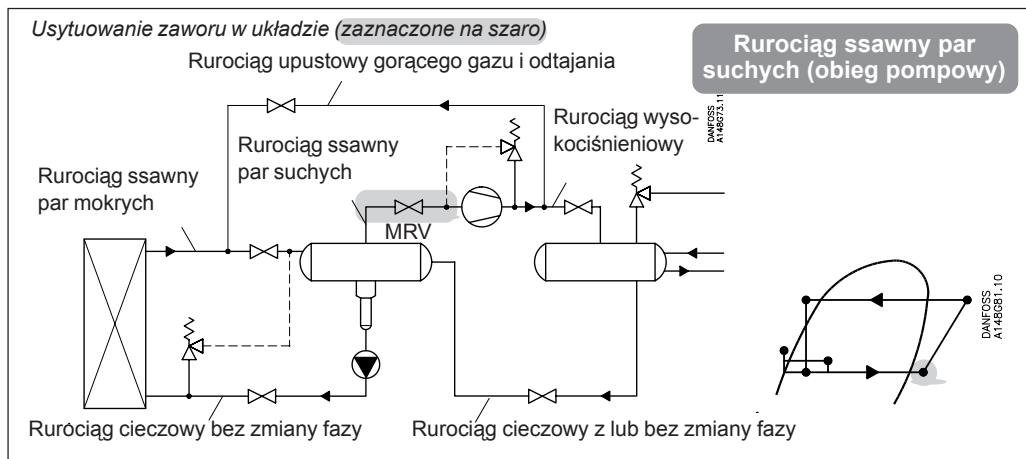 Usytuowanie zaworu w układzie (zaznaczone na szaro)
Rurociąg ssawny par
suchych (obieg pompowy)
Rurociąg upustowy gorącego gazu i odtajania
DANFOSS
A148G73.11
Rurociąg wyso-
kociśnieniowy
Rurociąg ssawny
par suchych
Rurociąg ssawny
par mokrych
MRV
DANFOSS
A148G81.10
Rurociąg cieczowy bez zmiany fazy
Rurociąg cieczowy z lub bez zmiany fazy